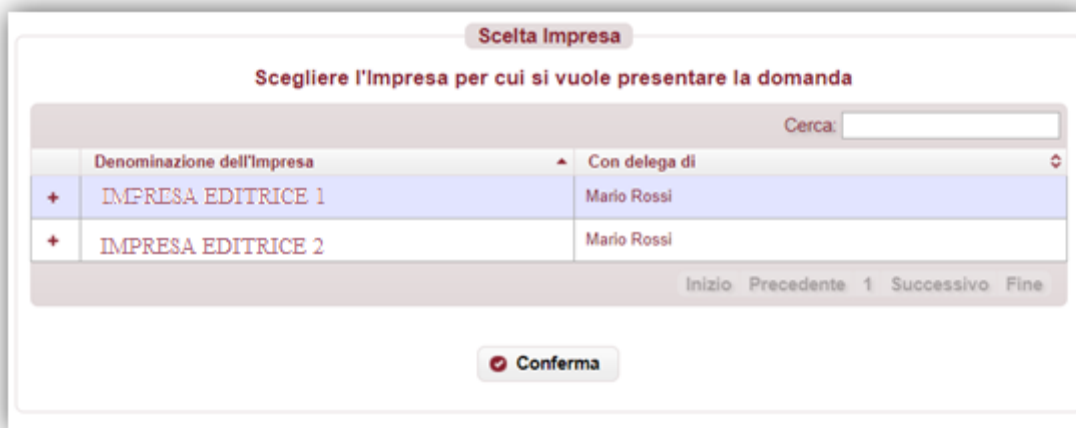 Scelta Impresa
Scegliere l'Impresa per cui si vuole presentare la domanda
Cerca:
Denominazione dell'Impresa Con delega di
+ IMPRESA EDITRICE 1 Mario Rossi
+ IMPRESA EDITRICE 2 Mario Rossi
Inizio Precedente 1 Successivo Fine
Conferma